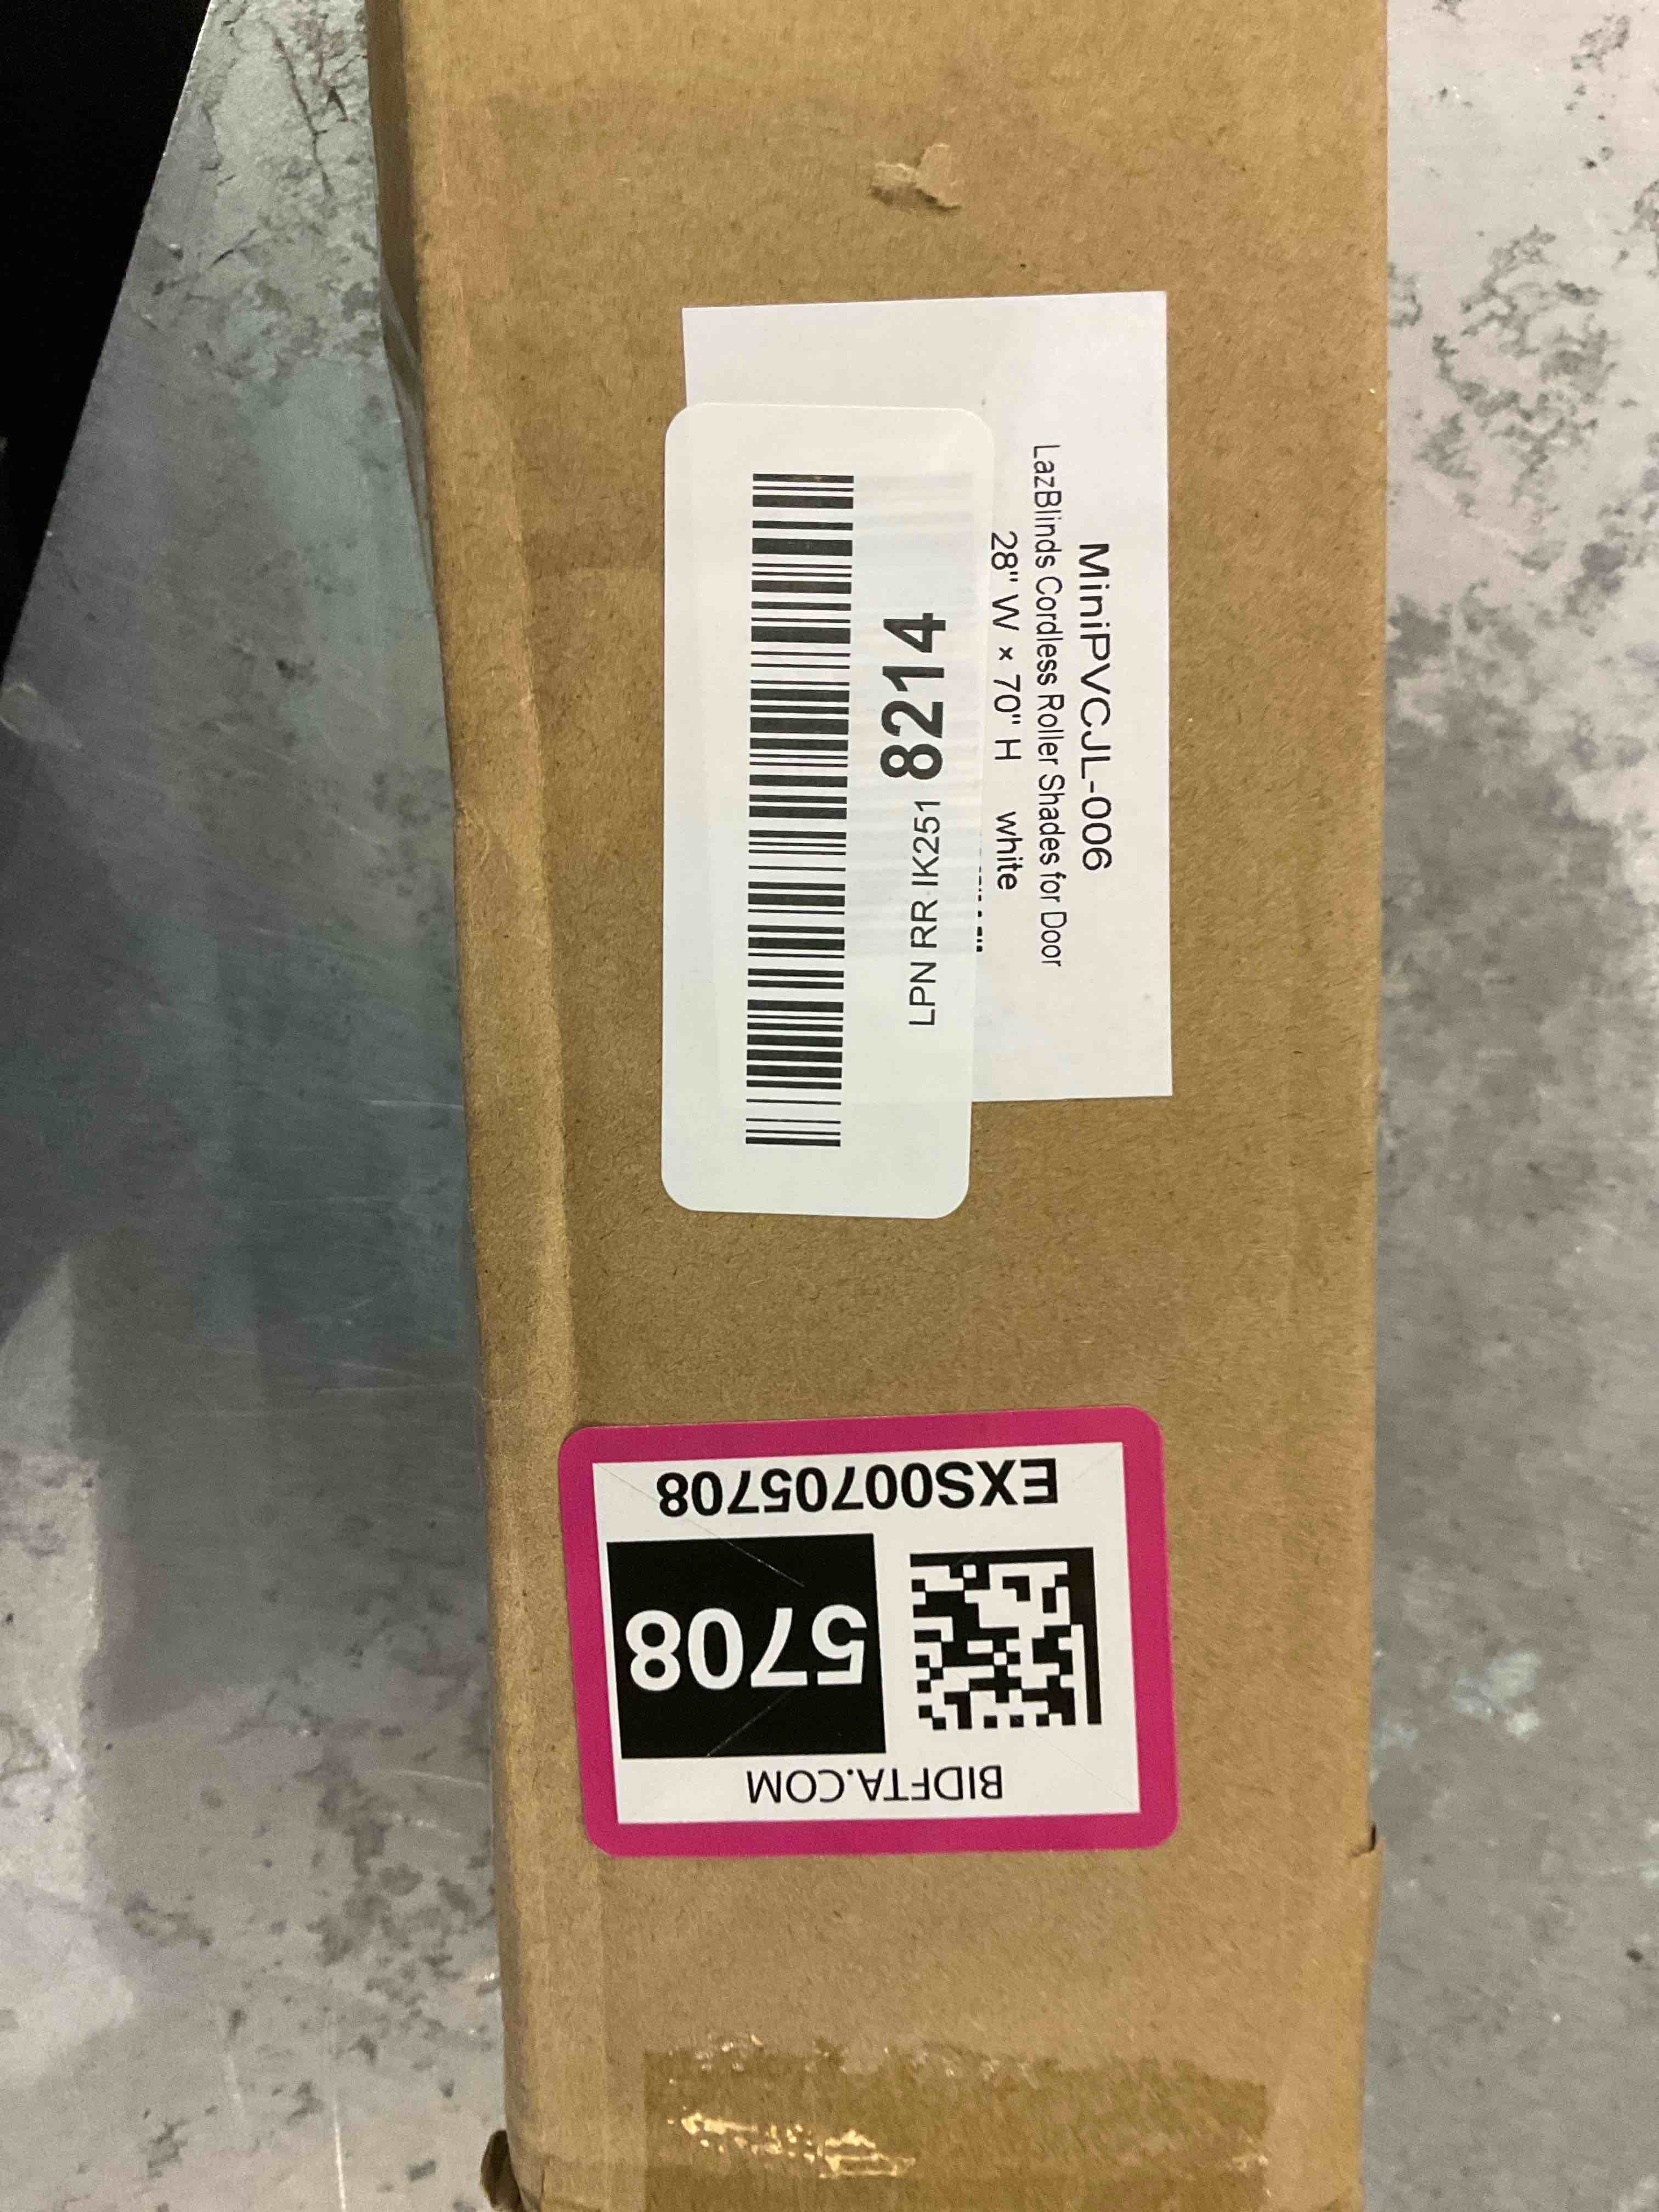 MiniPVCJL-006
LazBlinds Cordless Roller Shades for Door
28" W × 70" H white
LPN RR IK251 8214
EXS00705708
5708
BIDFTA.COM